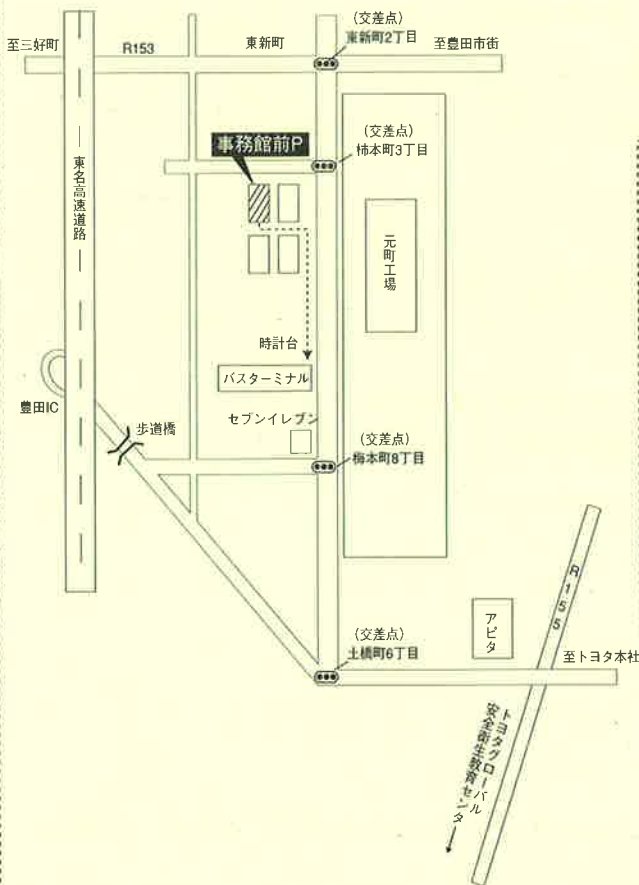 (交差点)
東新町2丁目
至三好町
R153
東新町
至豊田市街
事務館前P
(交差点)
柿本町3丁目
東名高速道路
元町工場
時計台
バスターミナル
豊田IC
歩道橋
セブンイレブン
(交差点)
梅本町8丁目
R155
アピタ
(交差点)
土橋町6丁目
至トヨタ本社
トヨタグローバル
安全衛生教育センタ